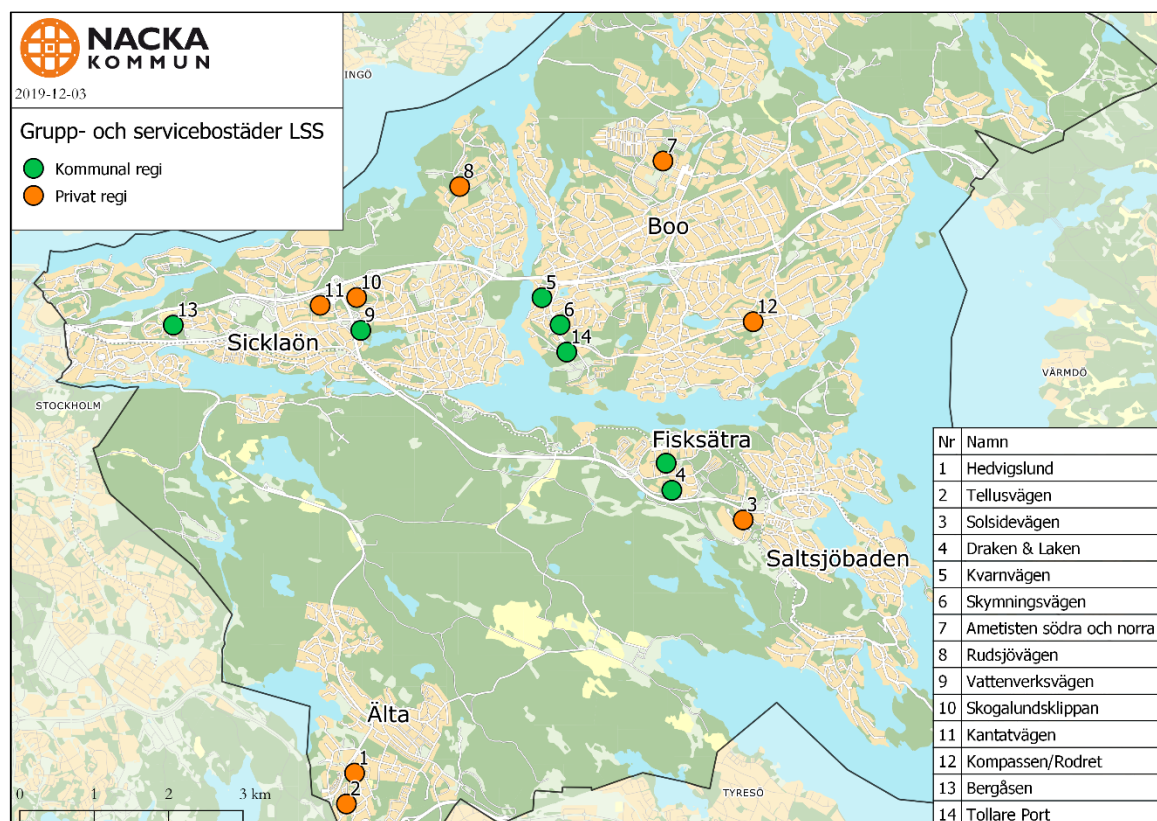 NACKA
KOMMUN
2019-12-03
Grupp- och servicebostäder LSS
Kommunal regi
Privat regi
INGÖ
7
8
Boo
5
10
11
13
9
6
12
14
Sicklaön
STOCKHOLM
VÄRMDÖ
Fisksätra
4
3
Saltsjöbaden
Älta
1
2
TYRESÖ
0 1 2 3 km
Nr Namn
1 Hedvigslund
2 Tellusvägen
3 Solsidevägen
4 Draken & Laken
5 Kvarnvägen
6 Skymningsvägen
7 Ametisten södra och norra
8 Rudsjövägen
9 Vattenverksvägen
10 Skogalundsklippan
11 Kantatvägen
12 Kompassen/Rodret
13 Bergåsen
14 Tollare Port